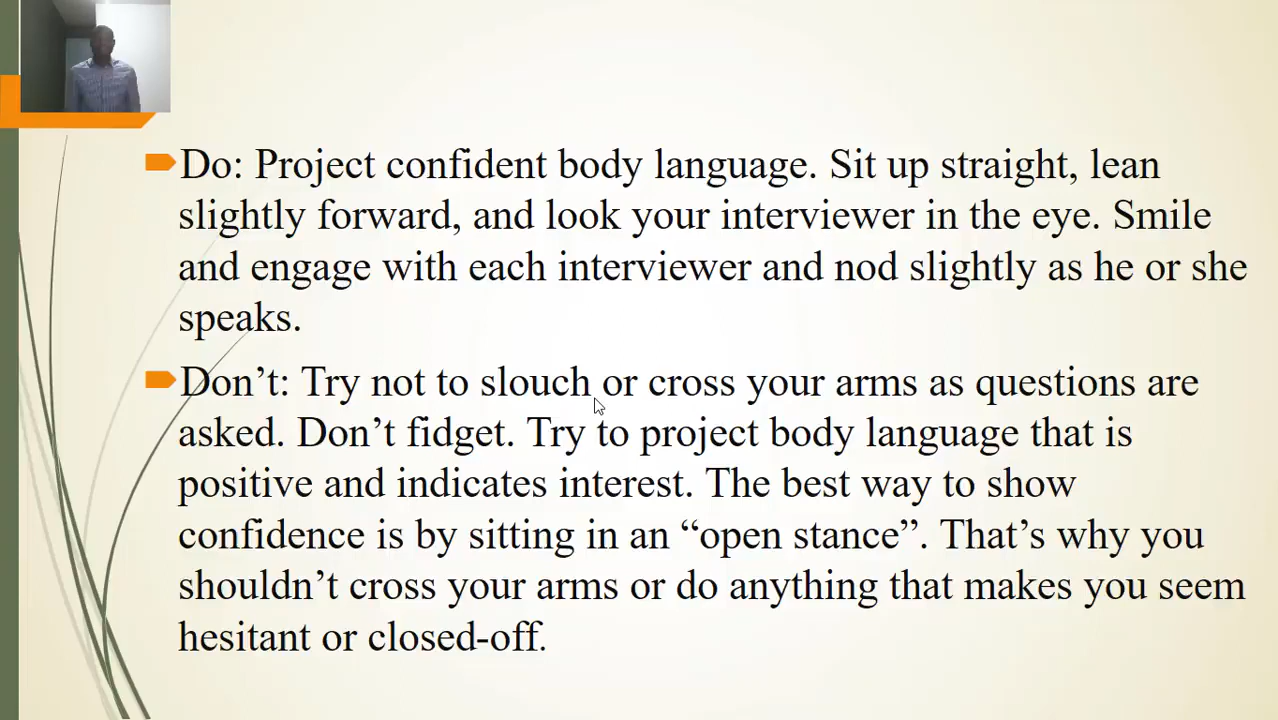 Do: Project confident body language. Sit up straight, lean
slightly forward, and look your interviewer in the eye. Smile
and engage with each interviewer and nod slightly as he or she
speaks.
Don’t: Try not to slouch or cross your arms as questions are
asked. Don’t fidget. Try to project body language that is
positive and indicates interest. The best way to show
confidence is by sitting in an “open stance”. That’s why you
shouldn’t cross your arms or do anything that makes you seem
hesitant or closed-off.